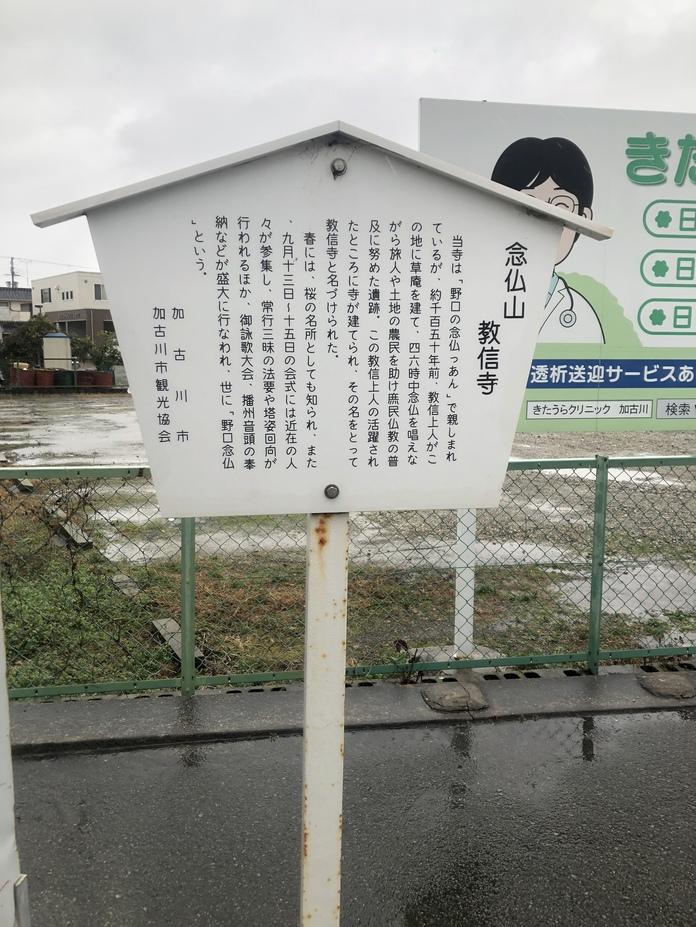 念仏山
教信寺
当寺は「野口の念仏っあん」で親しまれ
ているが、約千百五十年前、教信上人がこ
の地に草庵を建て、四六時中念仏を唱えな
がら旅人や土地の農民を助け庶民仏教の普
及に努めた遺跡。この教信上人の活躍され
たところに寺が建てられ、その名をとって
教信寺と名づけられた。
春には、桜の名所としても知られ、また
、九月十三日～十五日の会式には近在の人
々が参集し、常行三昧の法要や塔姿回向が
行われるほか、御詠歌大会、播州音頭の奉
納などが盛大に行なわれ、世に「野口念仏
」という。
加古川市
加古川市観光協会
きた
日
日
日
透析送迎サービスあ
きたうらクリニック 加古川
検索